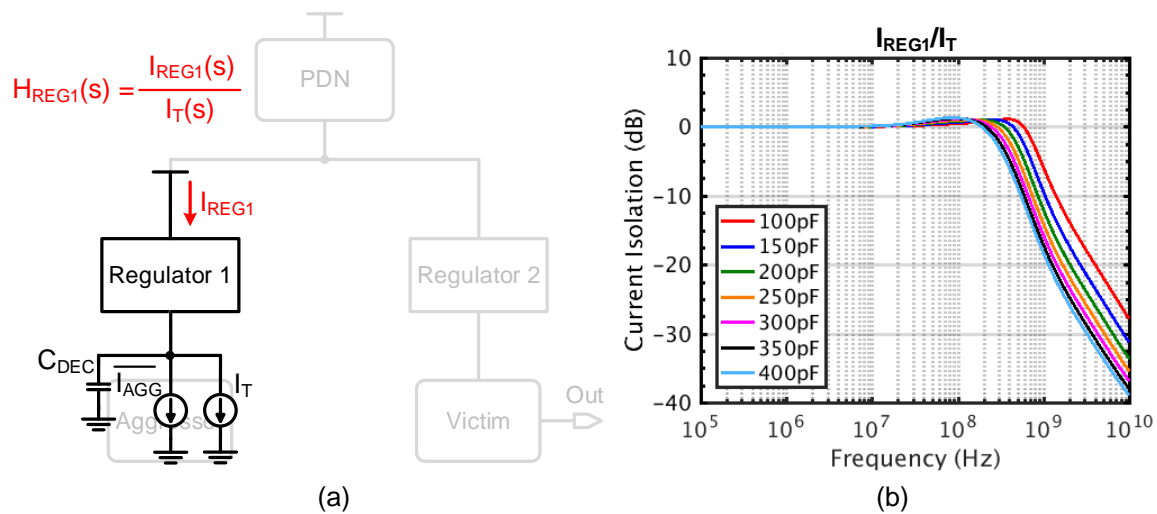 H_REG1(s) = I_REG1(s) / I_T(s)
PDN
I_REG1
Regulator 1
Regulator 2
C_DEC
I_AGG
I_T
Aggressor
Victim
Out
(a)
I_REG1/I_T
Current Isolation (dB)
10
0
−10
−20
−30
−40
100pF
150pF
200pF
250pF
300pF
350pF
400pF
10^5
10^6
10^7
10^8
10^9
10^10
Frequency (Hz)
(b)